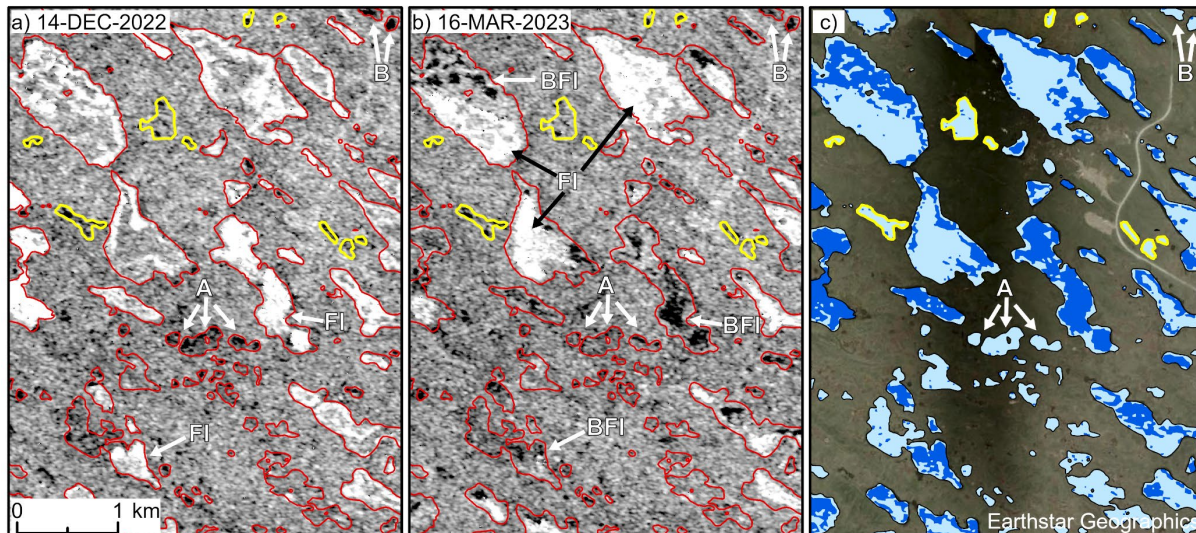 a) 14-DEC-2022
B
A
FI
FI
0 1 km
b) 16-MAR-2023
BFI
B
FI
A
BFI
BFI
c)
B
A
Earthstar Geographics